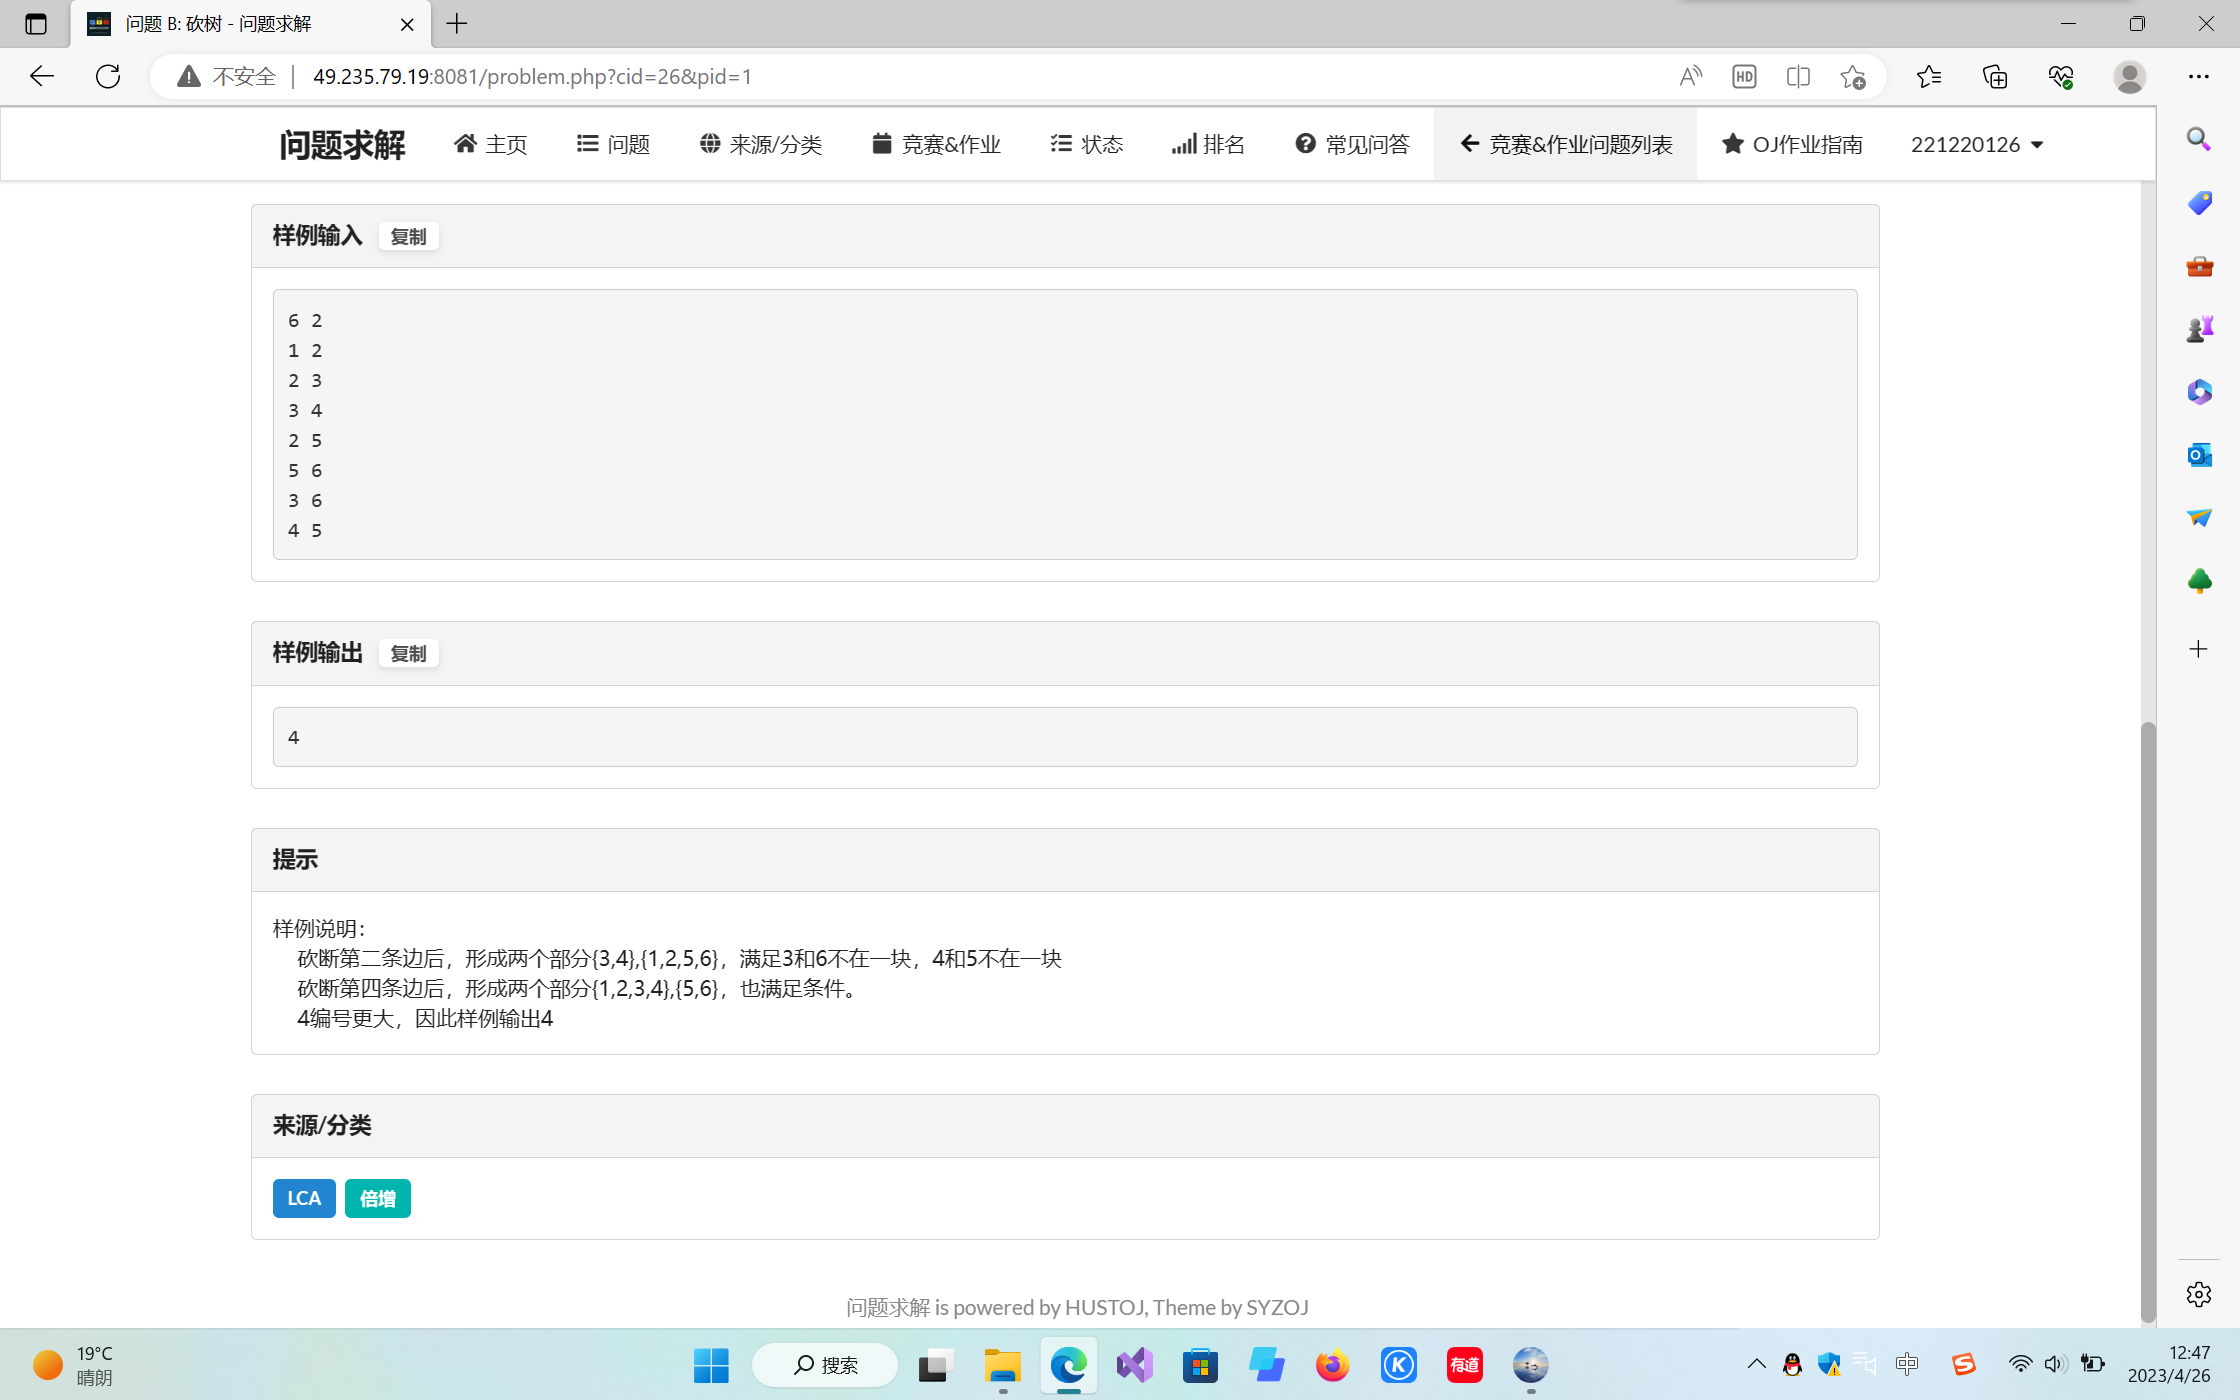 问题 B: 砍树 - 问题求解
不安全 49.235.79.19:8081/problem.php?cid=26&pid=1
问题求解 主页 问题 来源/分类 竞赛&作业 状态 排名 常见问答 竞赛&作业问题列表 OJ作业指南 221220126
样例输入 复制
6 2
1 2
2 3
3 4
2 5
5 6
3 6
4 5
样例输出 复制
4
提示
样例说明：
砍断第二条边后，形成两个部分{3,4},{1,2,5,6}，满足3和6不在一块，4和5不在一块
砍断第四条边后，形成两个部分{1,2,3,4},{5,6}，也满足条件。
4编号更大，因此样例输出4
来源/分类
LCA 倍增
问题求解 is powered by HUSTOJ, Theme by SYZOJ
19°C
晴朗
搜索
有道
中
12:47
2023/4/26